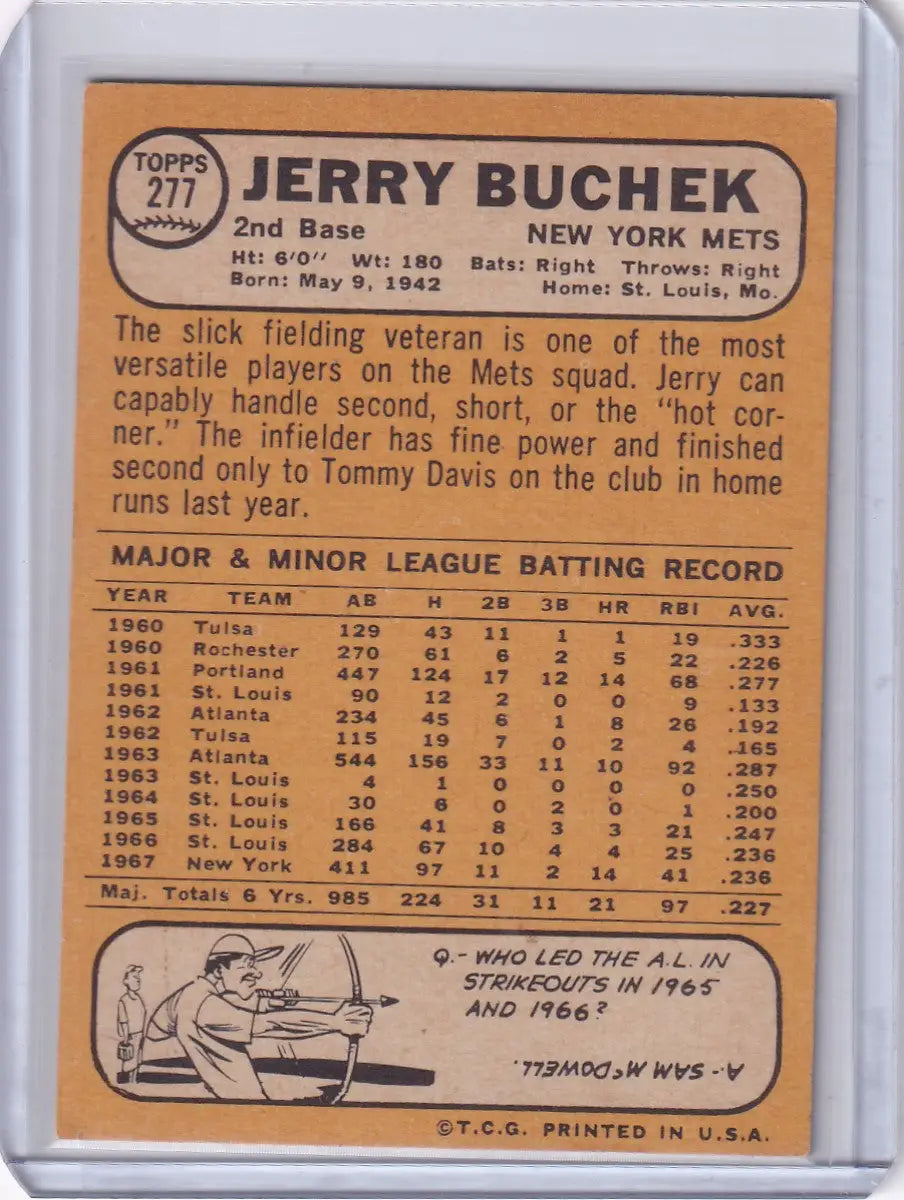 TOPPS
277
JERRY BUCHEK
2nd Base NEW YORK METS
Ht: 6'0" Wt: 180 Bats: Right Throws: Right
Born: May 9, 1942 Home: St. Louis, Mo.
The slick fielding veteran is one of the most
versatile players on the Mets squad. Jerry can
capably handle second, short, or the "hot cor-
ner." The infielder has fine power and finished
second only to Tommy Davis on the club in home
runs last year.
MAJOR & MINOR LEAGUE BATTING RECORD
YEAR TEAM AB H 2B 3B HR RBI AVG.
1960 Tulsa 129 43 11 1 1 19 .333
1960 Rochester 270 61 6 2 5 22 .226
1961 Portland 447 124 17 12 14 68 .277
1961 St. Louis 90 12 2 0 0 9 .133
1962 Atlanta 234 45 6 1 8 26 .192
1962 Tulsa 115 19 7 0 2 4 .165
1963 Atlanta 544 156 33 11 10 92 .287
1963 St. Louis 4 1 0 0 0 0 .250
1964 St. Louis 30 6 0 2 0 1 .200
1965 St. Louis 166 41 8 3 3 21 .247
1966 St. Louis 284 67 10 4 4 25 .236
1967 New York 411 97 11 2 14 41 .236
Maj. Totals 6 Yrs. 985 224 31 11 21 97 .227
Q.- WHO LED THE A.L. IN
STRIKEOUTS IN 1965
AND 1966?
A.- SAM McDOWELL.
©T.C.G. PRINTED IN U.S.A.